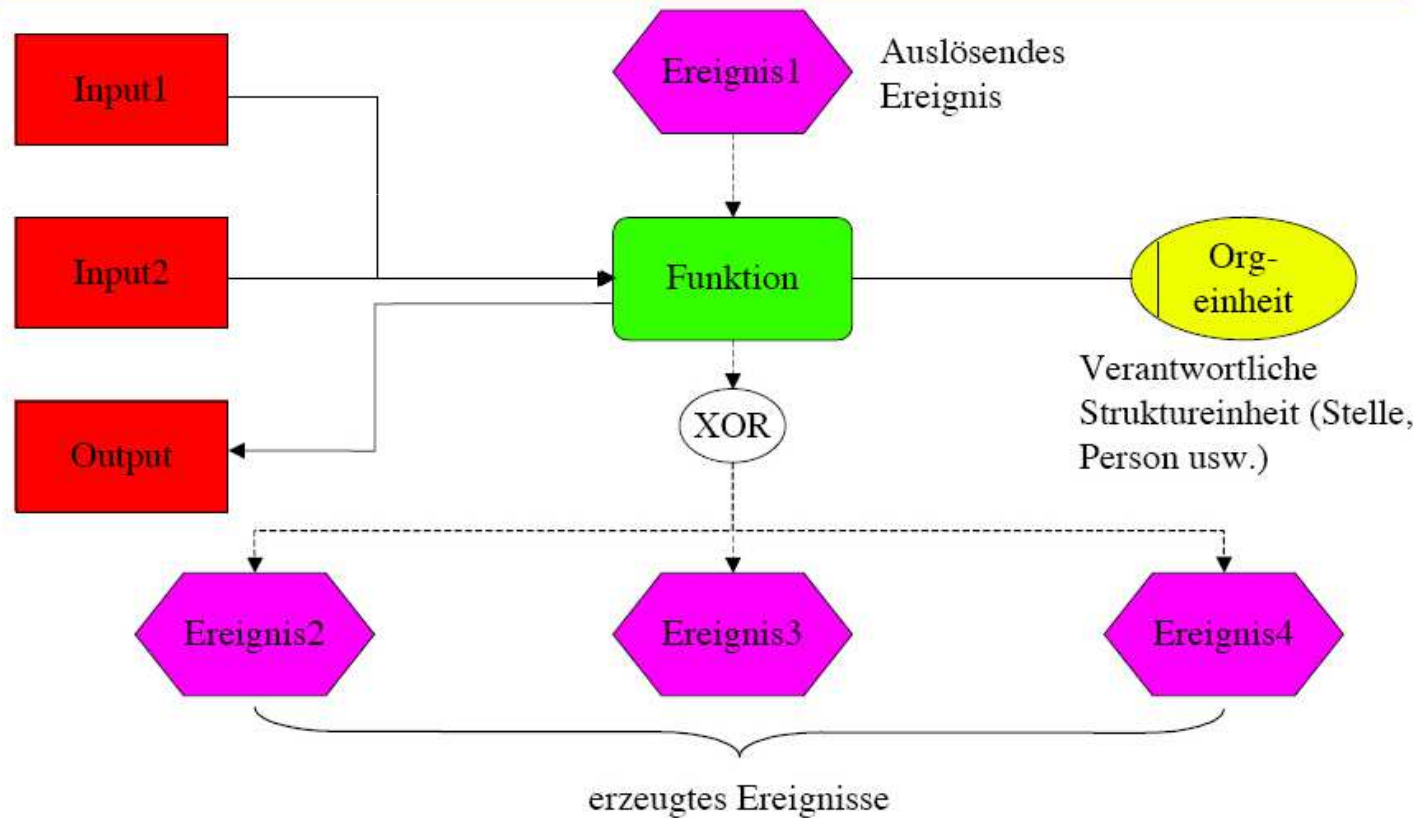 Input1
Ereignis1
Auslösendes
Ereignis
Input2
Funktion
Org-
einheit
Verantwortliche
Struktureinheit (Stelle,
Person usw.)
Output
XOR
Ereignis2
Ereignis3
Ereignis4
erzeugtes Ereignisse